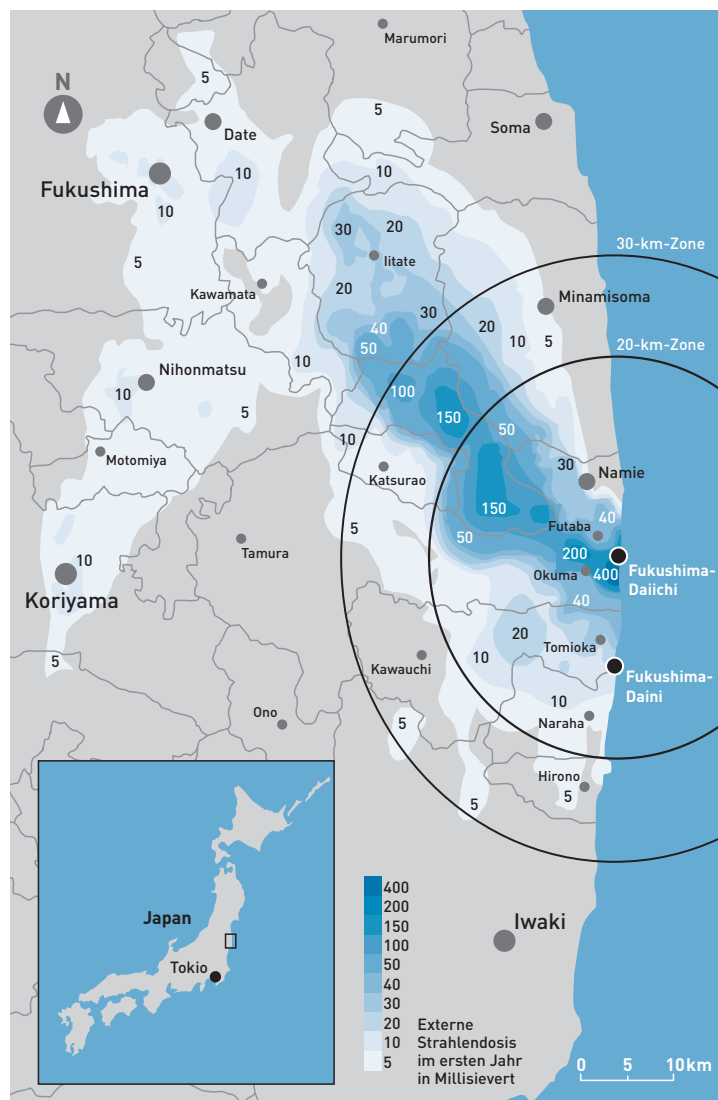 Marumori
5
N
Date
5
Soma
10
Fukushima
10
10
30
20
30-km-Zone
5
Iitate
Kawamata
20
Minamisoma
30
20
40
10
5
50
20-km-Zone
10
Nihonmatsu
10
100
5
150
50
10
Motomiya
30
Namie
Katsurao
150
40
5
Futaba
50
Tamura
200
10
Okuma
400
Fukushima-
Daiichi
Koriyama
40
20
Tomioka
5
Kawauchi
10
Fukushima-
Daini
10
Ono
5
Naraha
Hirono
5
5
Japan
Tokio
400
200
150
100
50
40
30
20
10
5
Externe
Strahlendosis
im ersten Jahr
in Millisievert
Iwaki
0 5 10 km